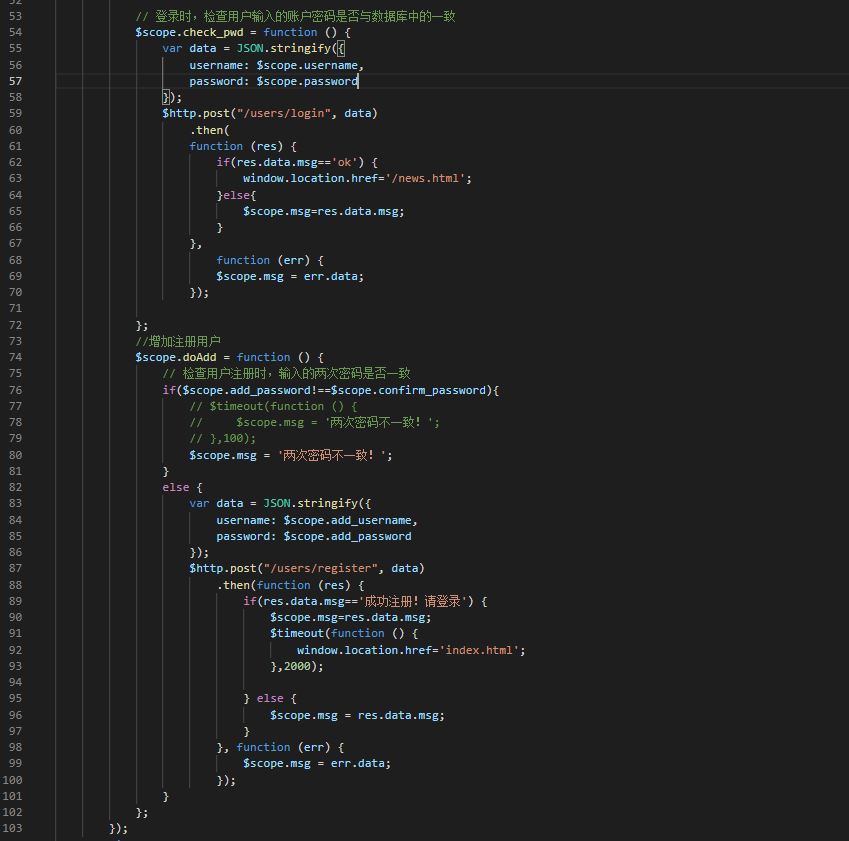 53 // 登录时，检查用户输入的账户密码是否与数据库中的一致
54 $scope.check_pwd = function () {
55 var data = JSON.stringify({
56 username: $scope.username,
57 password: $scope.password
58 });
59 $http.post("/users/login", data)
60 .then(
61 function (res) {
62 if(res.data.msg=='ok') {
63 window.location.href='/news.html';
64 }else{
65 $scope.msg=res.data.msg;
66 }
67 },
68 function (err) {
69 $scope.msg = err.data;
70 });
71
72 };
73 //增加注册用户
74 $scope.doAdd = function () {
75 // 检查用户注册时，输入的两次密码是否一致
76 if($scope.add_password!==$scope.confirm_password){
77 // $timeout(function () {
78 // $scope.msg = '两次密码不一致！';
79 // },100);
80 $scope.msg = '两次密码不一致！';
81 }
82 else {
83 var data = JSON.stringify({
84 username: $scope.add_username,
85 password: $scope.add_password
86 });
87 $http.post("/users/register", data)
88 .then(function (res) {
89 if(res.data.msg=='成功注册！请登录') {
90 $scope.msg=res.data.msg;
91 $timeout(function () {
92 window.location.href='index.html';
93 },2000);
94
95 } else {
96 $scope.msg = res.data.msg;
97 }
98 }, function (err) {
99 $scope.msg = err.data;
100 });
101 }
102 };
103 });